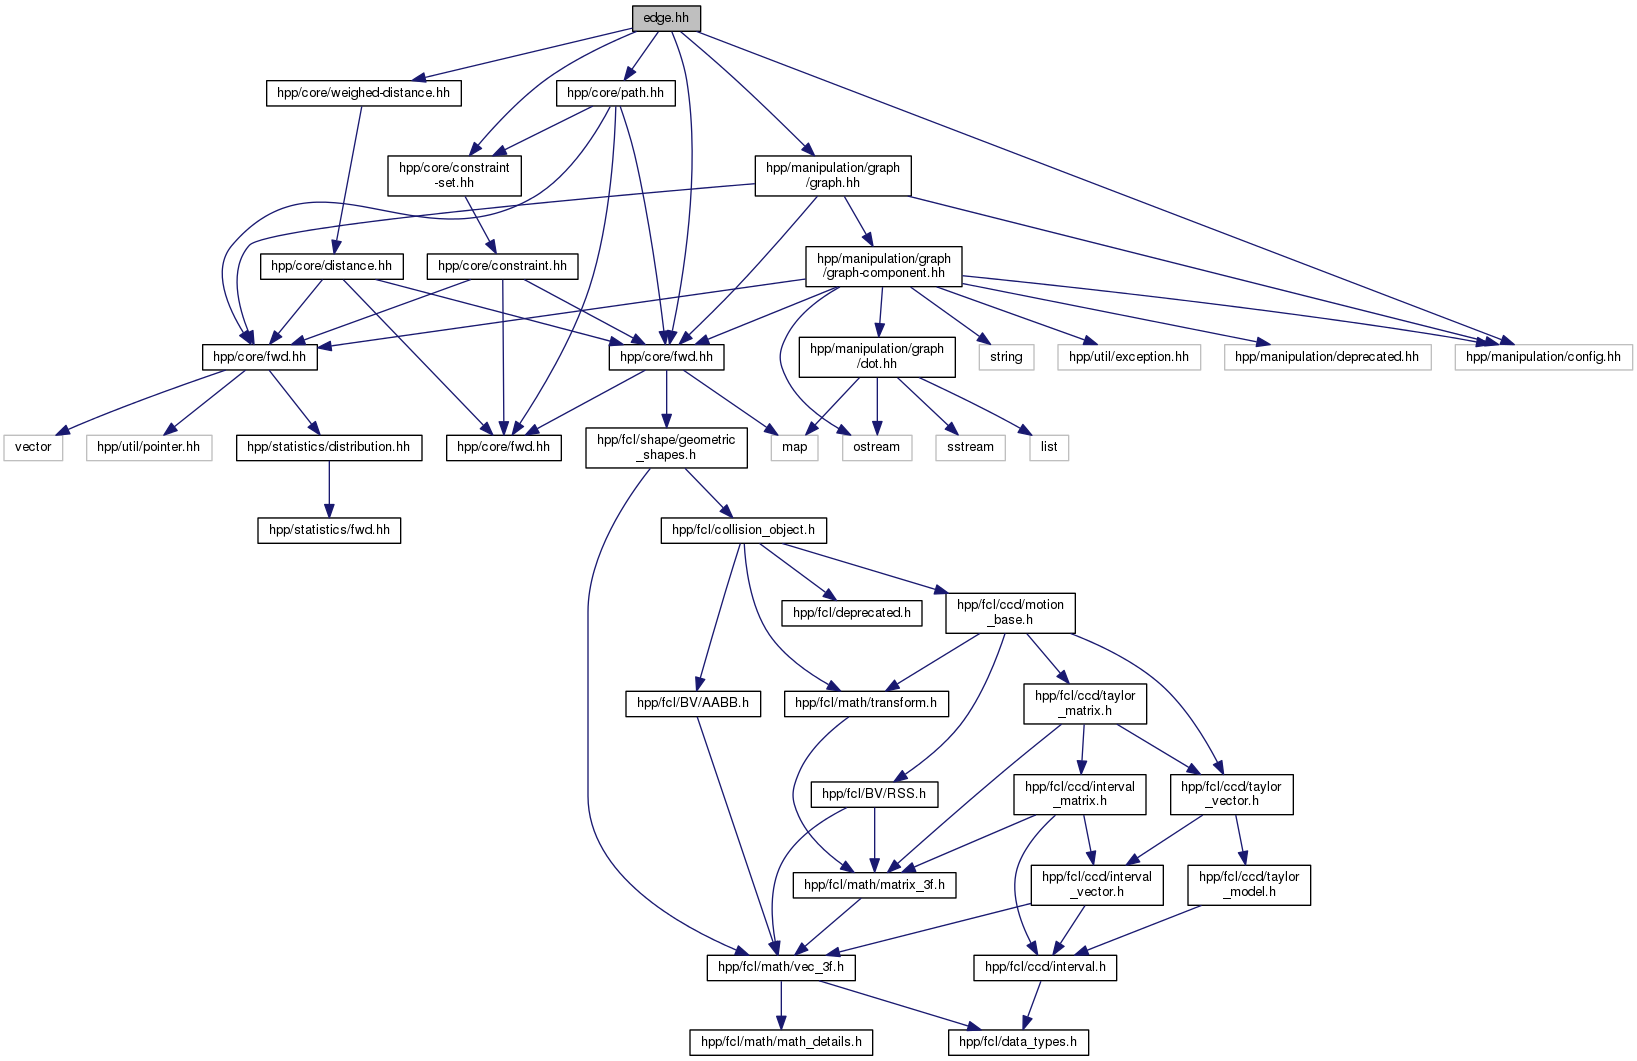 edge.hh
hpp/core/weighed-distance.hh
hpp/core/path.hh
hpp/core/constraint
-set.hh
hpp/manipulation/graph
/graph.hh
hpp/core/distance.hh
hpp/core/constraint.hh
hpp/manipulation/graph
/graph-component.hh
hpp/core/fwd.hh
hpp/core/fwd.hh
hpp/manipulation/graph
/dot.hh
string
hpp/util/exception.hh
hpp/manipulation/deprecated.hh
hpp/manipulation/config.hh
vector
hpp/util/pointer.hh
hpp/statistics/distribution.hh
hpp/core/fwd.hh
hpp/fcl/shape/geometric
_shapes.h
map
ostream
sstream
list
hpp/statistics/fwd.hh
hpp/fcl/collision_object.h
hpp/fcl/deprecated.h
hpp/fcl/ccd/motion
_base.h
hpp/fcl/BV/AABB.h
hpp/fcl/math/transform.h
hpp/fcl/ccd/taylor
_matrix.h
hpp/fcl/BV/RSS.h
hpp/fcl/ccd/interval
_matrix.h
hpp/fcl/ccd/taylor
_vector.h
hpp/fcl/math/matrix_3f.h
hpp/fcl/ccd/interval
_vector.h
hpp/fcl/ccd/taylor
_model.h
hpp/fcl/math/vec_3f.h
hpp/fcl/ccd/interval.h
hpp/fcl/math/math_details.h
hpp/fcl/data_types.h